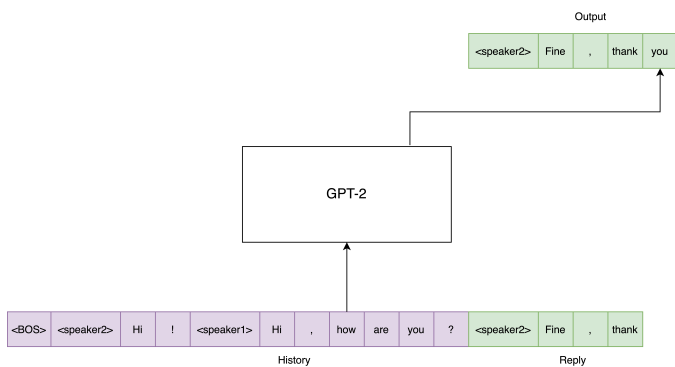 Output
<speaker2> Fine , thank you
GPT-2
<BOS> <speaker2> Hi ! <speaker1> Hi , how are you ? <speaker2> Fine , thank
History Reply